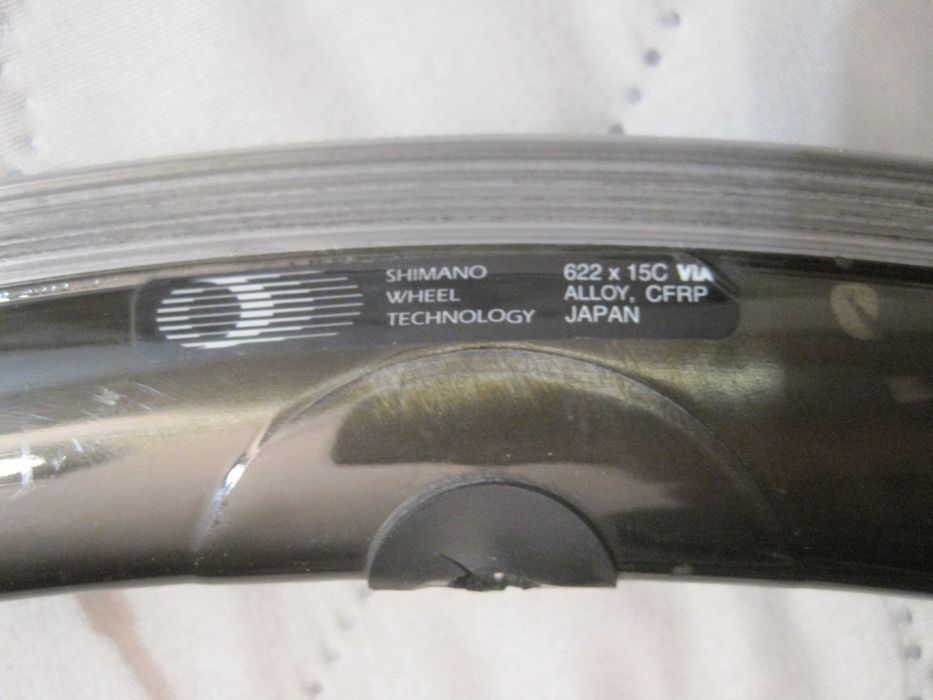 SHIMANO
WHEEL
TECHNOLOGY
622 x 15C VIA
ALLOY, CFRP
JAPAN